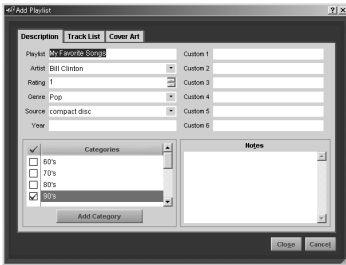 Add Playlist
Description Track List Cover Art
Playlist My Favorite Songs Custom 1
Artist Bill Clinton Custom 2
Rating 1 Custom 3
Genre Pop Custom 4
Source compact disc Custom 5
Year Custom 6
Categories Notes
60's
70's
80's
90's
Add Category
Close Cancel